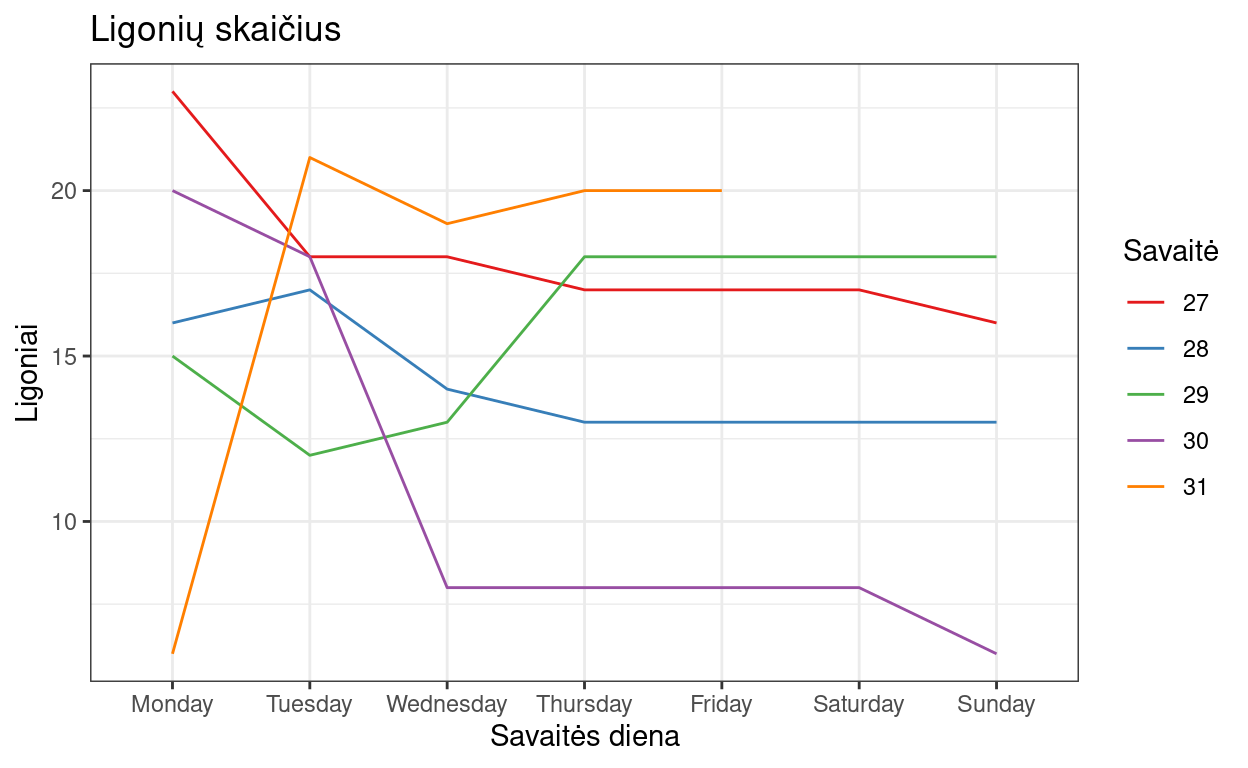 Ligonių skaičius
Ligoniai
20
15
10
Monday Tuesday Wednesday Thursday Friday Saturday Sunday
Savaitės diena
Savaitė
27
28
29
30
31